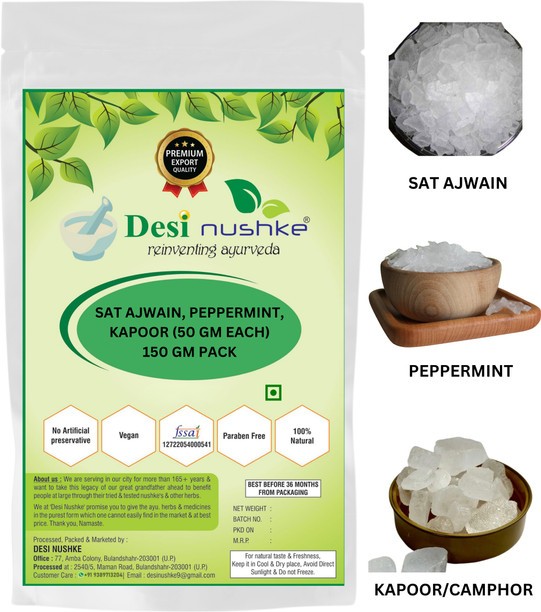 PREMIUM
EXPORT
QUALITY
Desi nushke®
reinventing ayurveda
SAT AJWAIN, PEPPERMINT,
KAPOOR (50 GM EACH)
150 GM PACK
No Artificial
preservative
Vegan
fssai
12722054000541
Paraben Free
100%
Natural
About us : We are serving in our city for more than 165+ years &
want to take this legacy of our great grandfather ahead to benefit
people at large through their tried & tested nushke's & other herbs.
We at 'Desi Nushke' promise you to give the ayu. herbs & medicines
in the purest form which one cannot easily find in the market & at best
price. Thank you, Namaste.
Processed, Packed & Marketed by :
DESI NUSHKE
Office : 77, Amba Colony, Bulandshahr-203001 (U.P.)
Processed at : 2540/5, Maman Road, Bulandshahr-203001 (U.P.)
Customer Care : +91 9389713204| Email : desinushke9@gmail.com
BEST BEFORE 36 MONTHS
FROM PACKAGING
NET WEIGHT :
BATCH NO. :
PKD ON :
M.R.P. :
For natural taste & Freshness,
Keep it in Cool & Dry place, Avoid Direct
Sunlight & Do not Freeze.
SAT AJWAIN
PEPPERMINT
KAPOOR/CAMPHOR